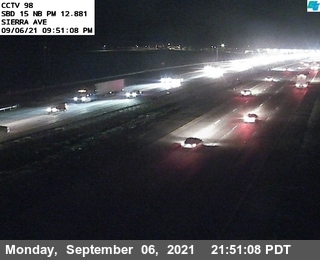 CCTV 98
SBD 15 NB PM 12.881
SIERRA AVE
09/06/21 09:51:08 PM
Monday, September 06, 2021 21:51:08 PDT